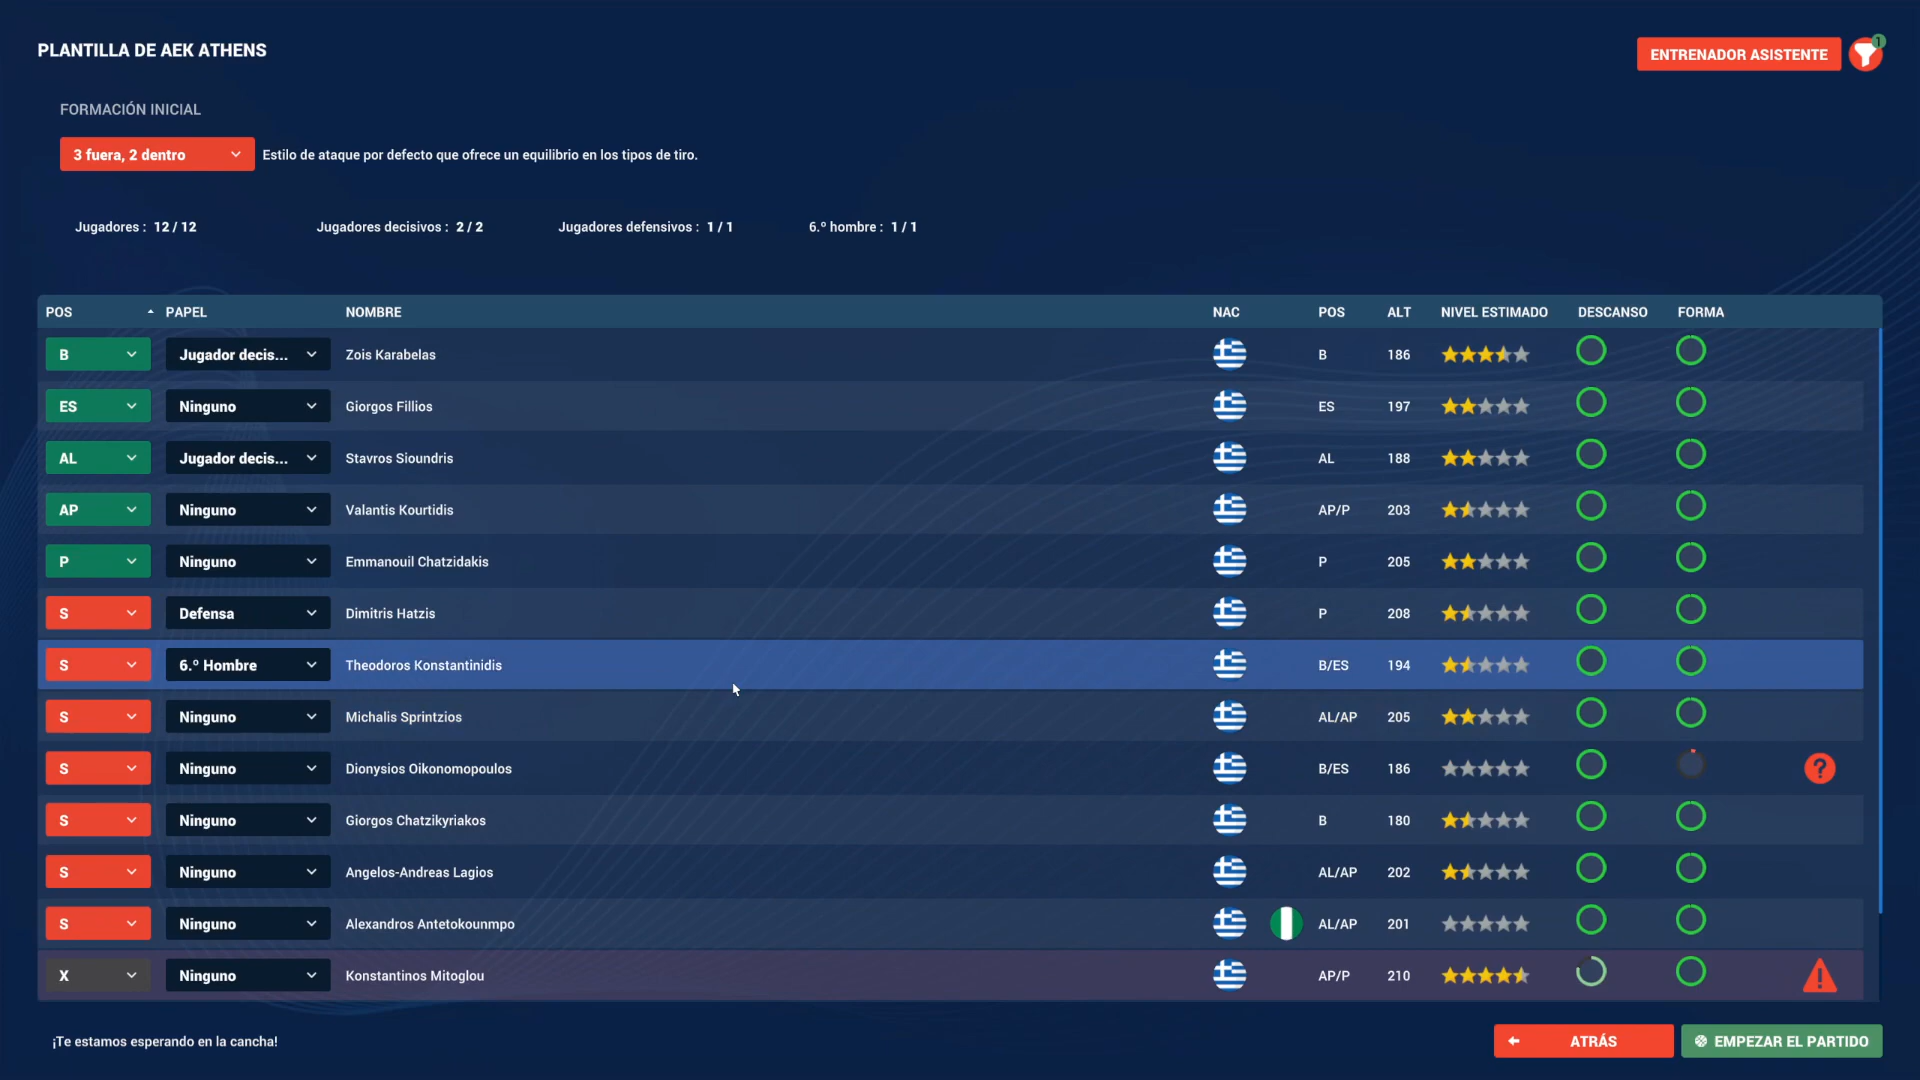 PLANTILLA DE AEK ATHENS
ENTRENADOR ASISTENTE
1
FORMACIÓN INICIAL
3 fuera, 2 dentro Estilo de ataque por defecto que ofrece un equilibrio en los tipos de tiro.
Jugadores : 12 / 12 Jugadores decisivos : 2 / 2 Jugadores defensivos : 1 / 1 6.º hombre : 1 / 1
POS PAPEL NOMBRE NAC POS ALT NIVEL ESTIMADO DESCANSO FORMA
B Jugador decis... Zois Karabelas B 186
ES Ninguno Giorgos Fillios ES 197
AL Jugador decis... Stavros Sioundris AL 188
AP Ninguno Valantis Kourtidis AP/P 203
P Ninguno Emmanouil Chatzidakis P 205
S Defensa Dimitris Hatzis P 208
S 6.º Hombre Theodoros Konstantinidis B/ES 194
S Ninguno Michalis Sprintzios AL/AP 205
S Ninguno Dionysios Oikonomopoulos B/ES 186 ?
S Ninguno Giorgos Chatzikyriakos B 180
S Ninguno Angelos-Andreas Lagios AL/AP 202
S Ninguno Alexandros Antetokounmpo AL/AP 201
X Ninguno Konstantinos Mitoglou AP/P 210 !
¡Te estamos esperando en la cancha!
ATRÁS
EMPEZAR EL PARTIDO